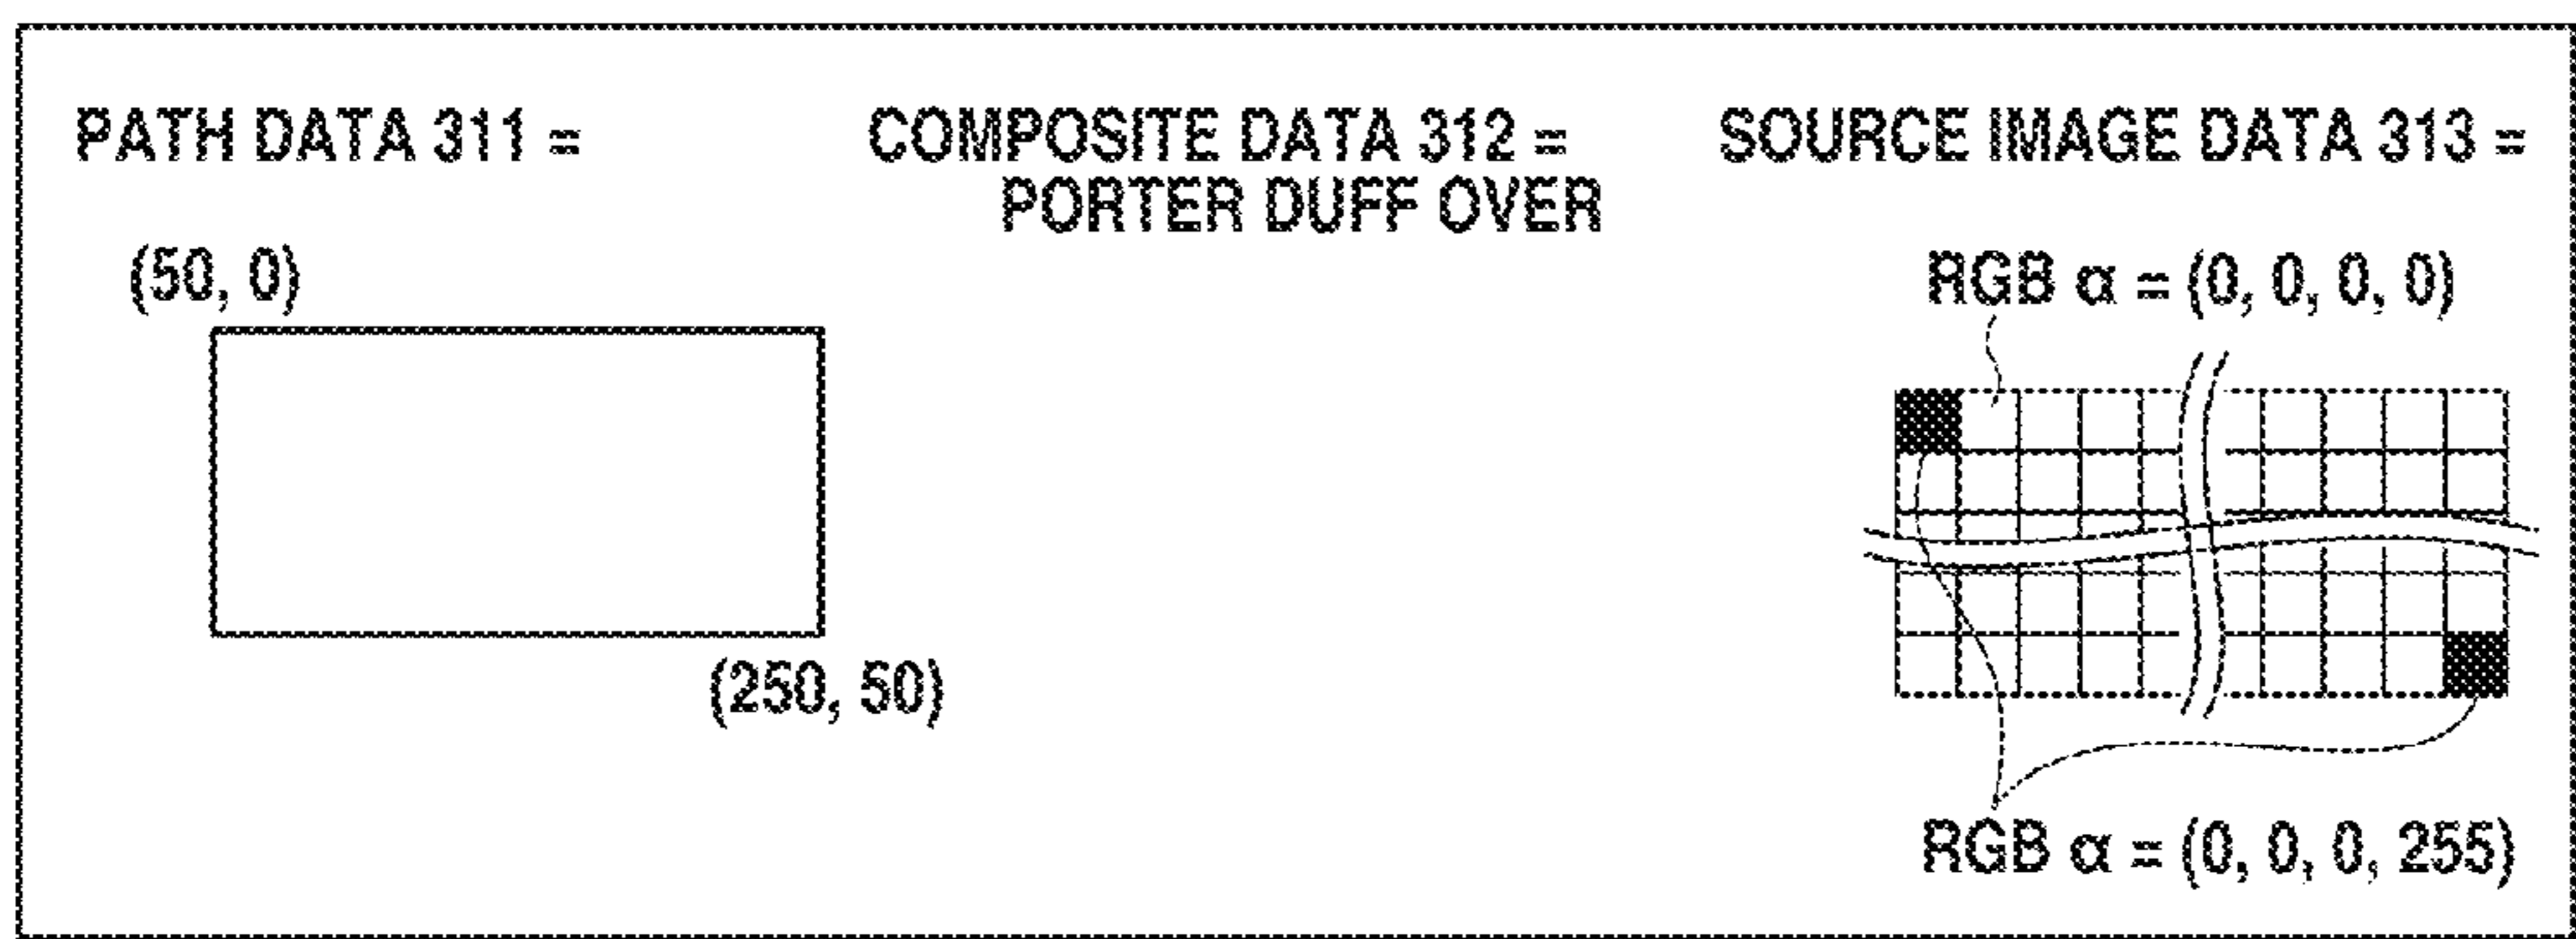 PATH DATA 311 =
(50, 0)
(250, 50)
COMPOSITE DATA 312 =
PORTER DUFF OVER
SOURCE IMAGE DATA 313 =
RGB α = (0, 0, 0, 0)
RGB α = (0, 0, 0, 255)